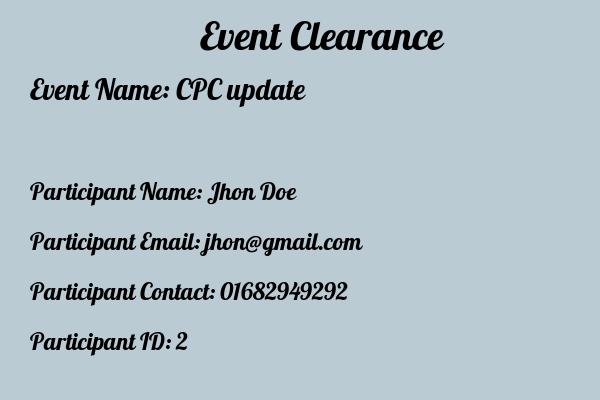 Event Clearance
Event Name: CPC update
Participant Name: Jhon Doe
Participant Email: jhon@gmail.com
Participant Contact: 01682949292
Participant ID: 2